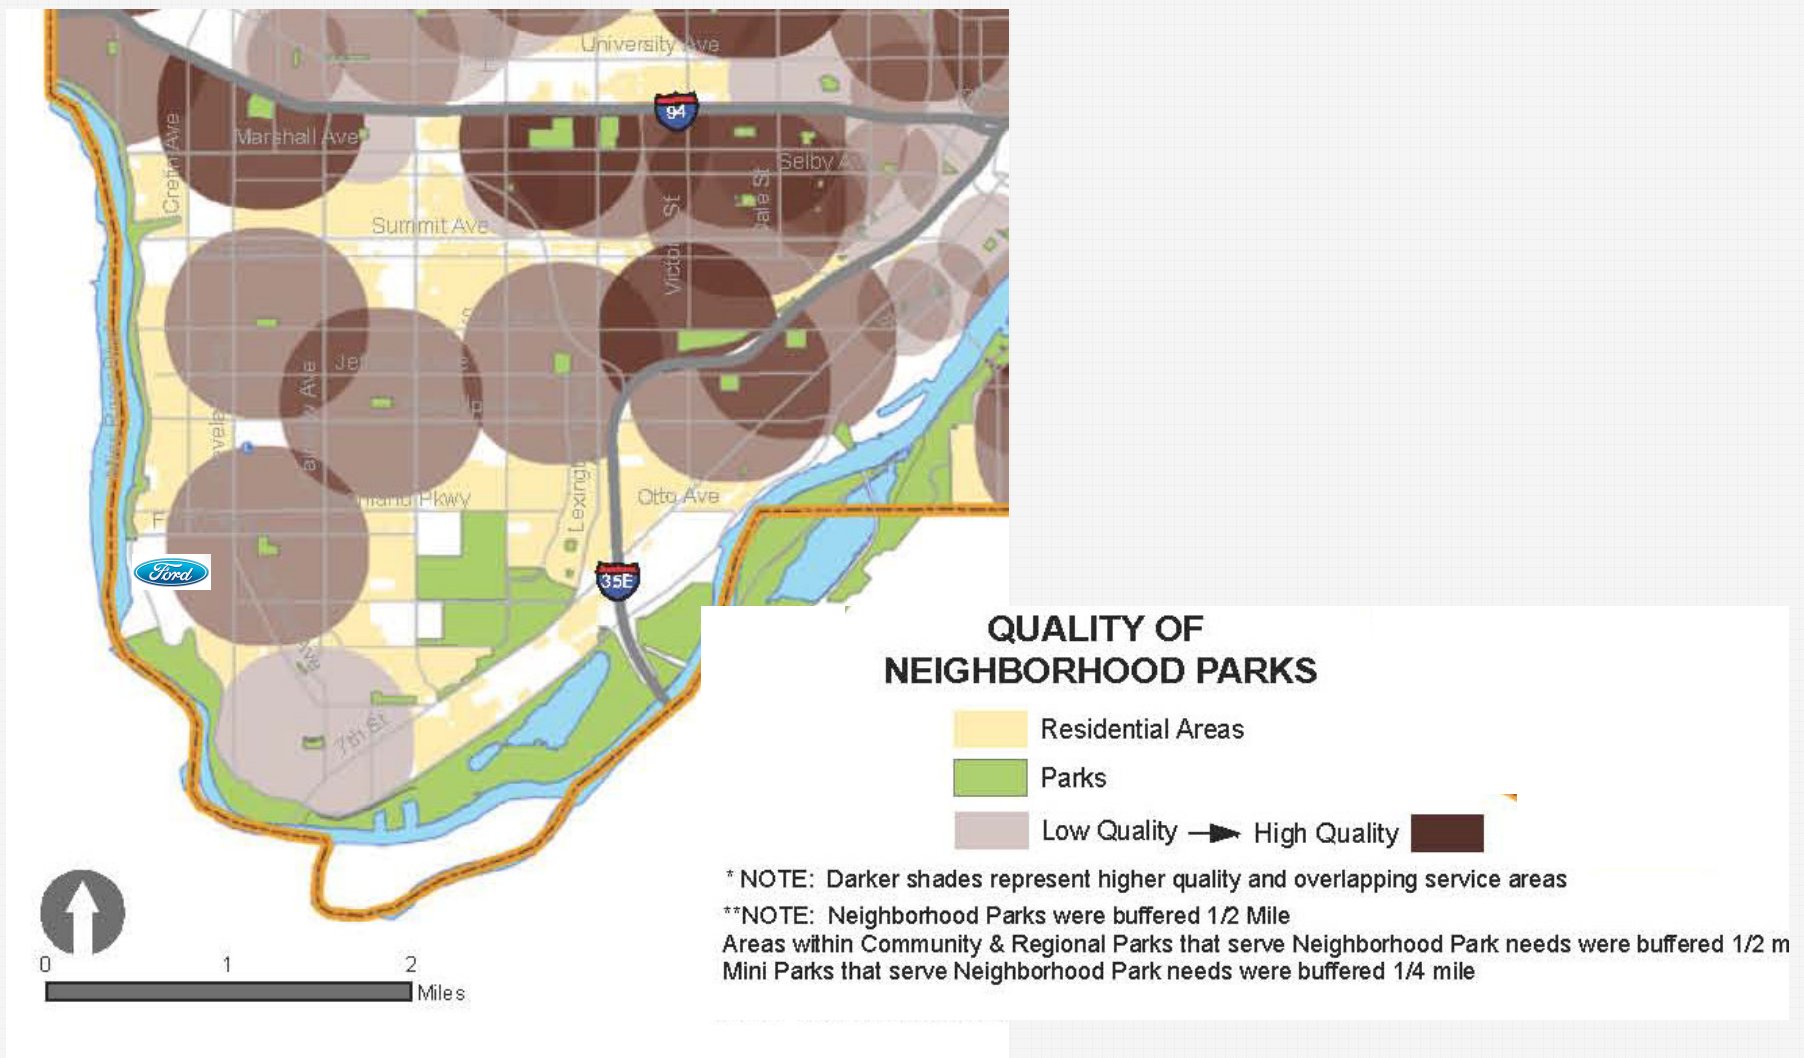 University Ave
94
Marshall Ave
Cretin Ave
Selby A
Dale St
Victor St
Summit Ave
Otto Ave
Pkwy
Ford
35E
Ave
7th St
QUALITY OF
NEIGHBORHOOD PARKS
Residential Areas
Parks
Low Quality
High Quality
* NOTE: Darker shades represent higher quality and overlapping service areas
**NOTE: Neighborhood Parks were buffered 1/2 Mile
Areas within Community & Regional Parks that serve Neighborhood Park needs were buffered 1/2 m
Mini Parks that serve Neighborhood Park needs were buffered 1/4 mile
0 1 2
Miles